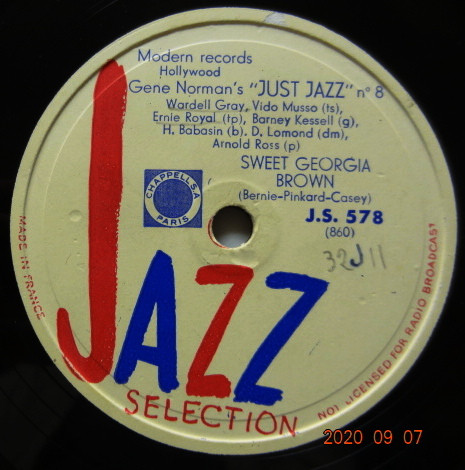 Modern records
Hollywood
Gene Norman's "JUST JAZZ" nº 8
Wardell Gray, Vido Musso (ts),
Ernie Royal (tp), Barney Kessell (g),
H. Babasin (b). D. Lomond (dm),
Arnold Ross (p)
SWEET GEORGIA
BROWN
(Bernie-Pinkard-Casey)
CHAPPELL S.A
PARIS
J.S. 578
(860)
32J11
MADE IN FRANCE
JAZZ
SELECTION
NOT LICENSED FOR RADIO BROADCAST
2020 09 07